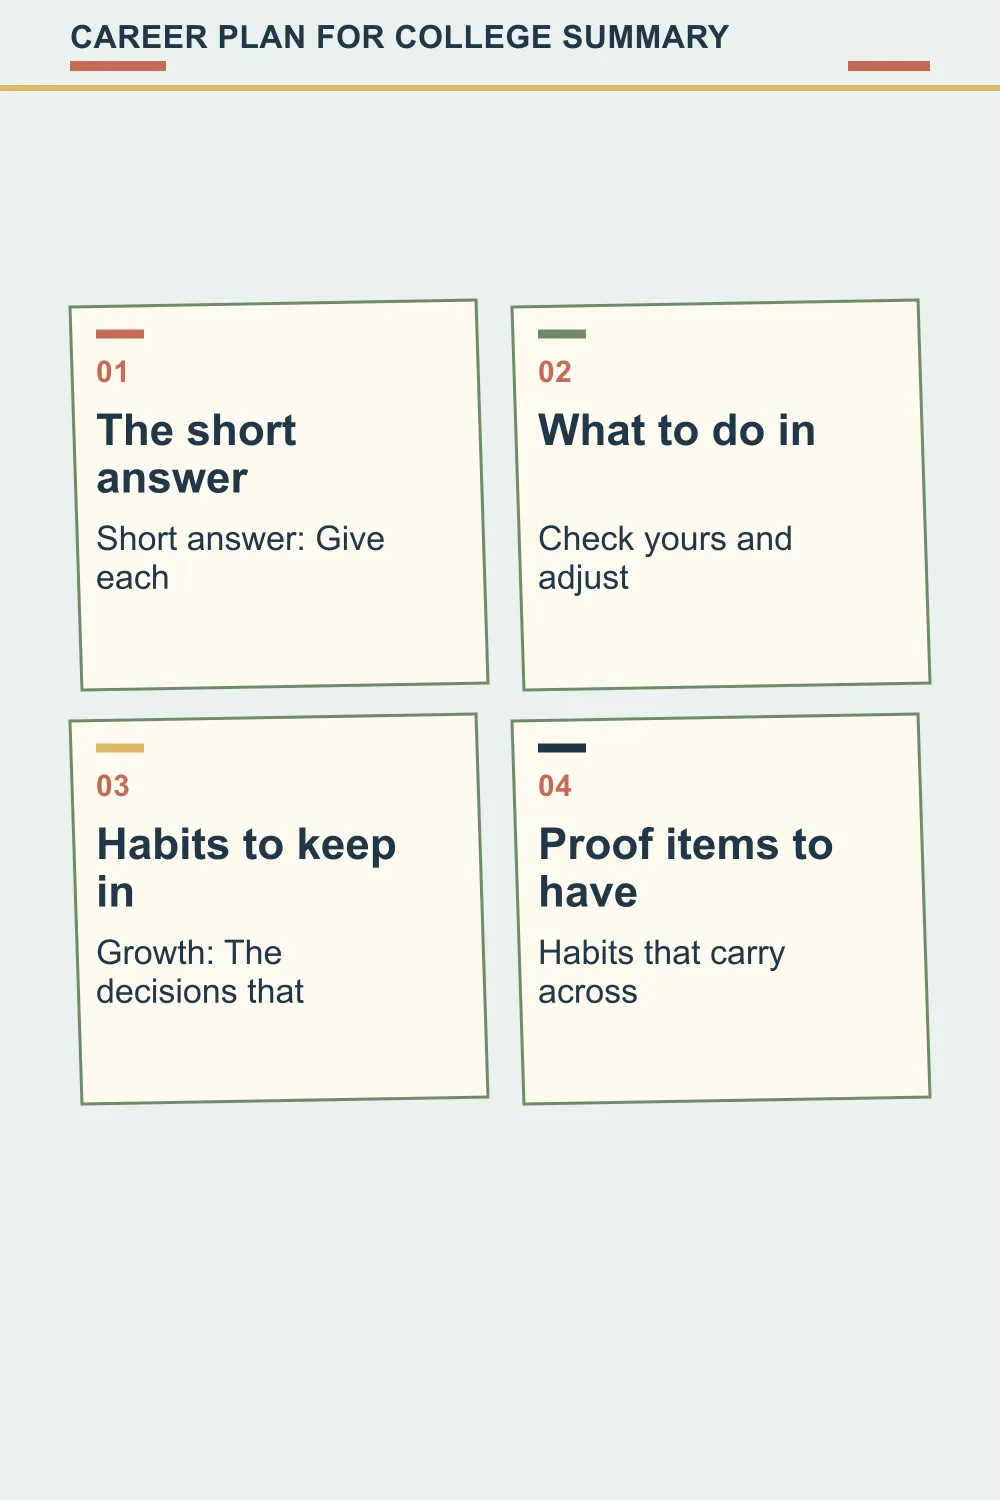 CAREER PLAN FOR COLLEGE SUMMARY
01
The short
answer
Short answer: Give
each
02
What to do in
Check yours and
adjust
03
Habits to keep
in
Growth: The
decisions that
04
Proof items to
have
Habits that carry
across